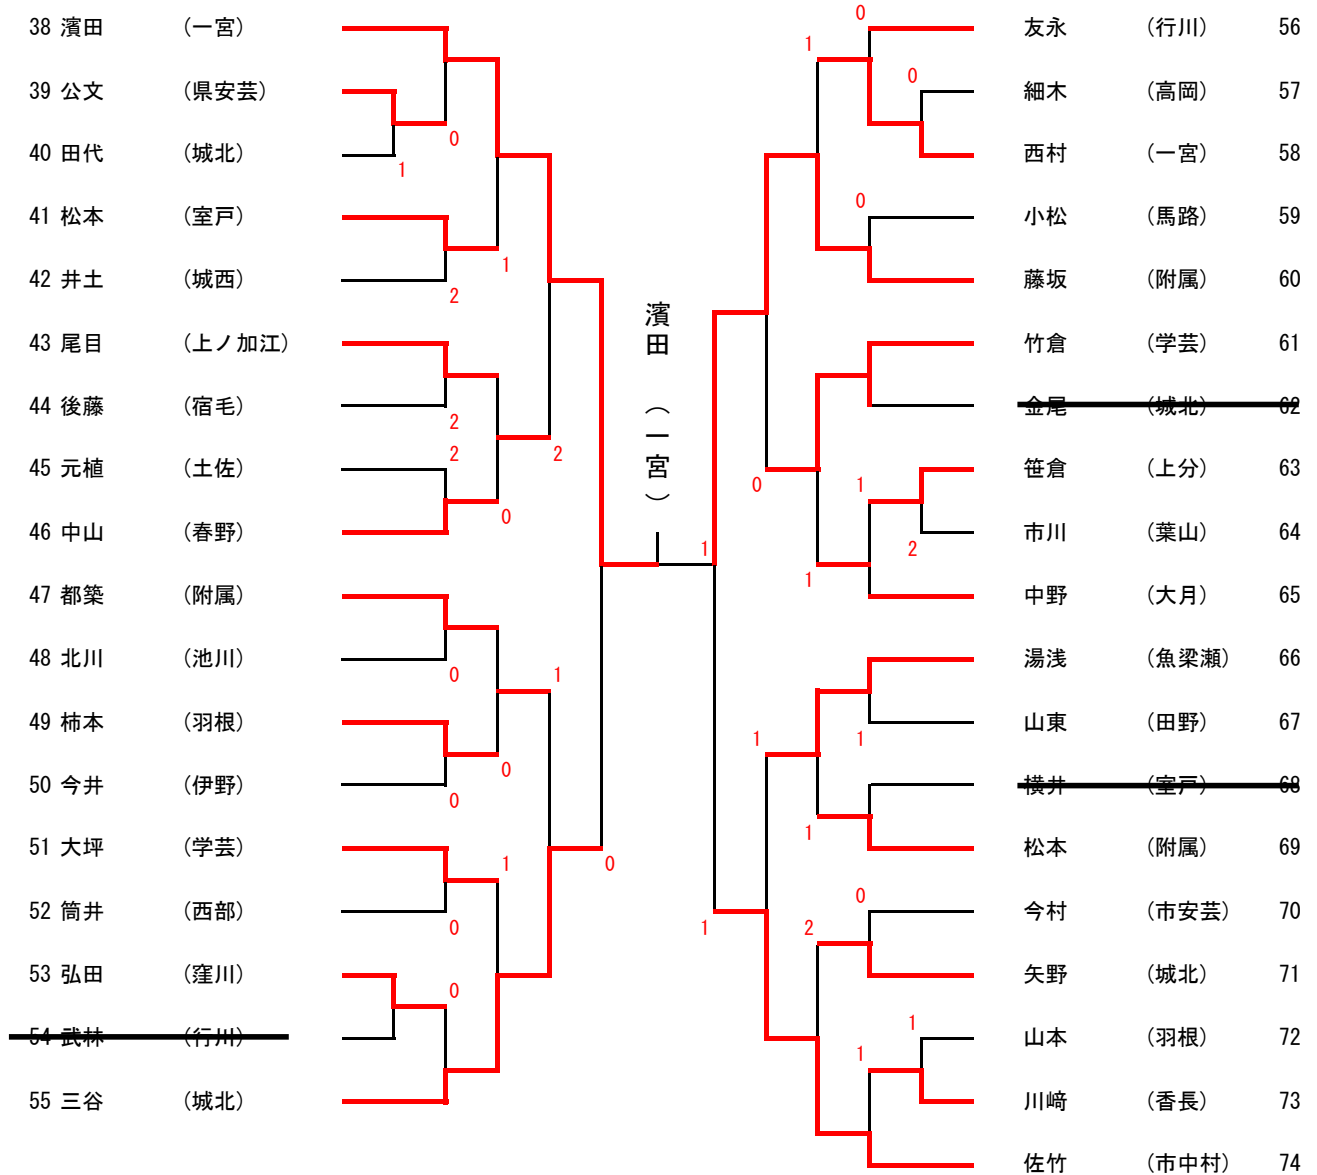 38 濱田 (一宮)
39 公文 (県安芸)
40 田代 (城北)
41 松本 (室戸)
42 井土 (城西)
43 尾目 (上ノ加江)
44 後藤 (宿毛)
45 元植 (土佐)
46 中山 (春野)
47 都築 (附属)
48 北川 (池川)
49 柿本 (羽根)
50 今井 (伊野)
51 大坪 (学芸)
52 筒井 (西部)
53 弘田 (窪川)
54 武林 (行川)
55 三谷 (城北)
0
1
0
2
1
2
2
0
2
0
0
0
1
1
0
0
0
濱田 (一宮)
1
1
0
1
0
0
0
1
2
1
1
1
1
0
2
1
1
1
友永 (行川) 56
細木 (高岡) 57
西村 (一宮) 58
小松 (馬路) 59
藤坂 (附属) 60
竹倉 (学芸) 61
金尾 (城北) 62
笹倉 (上分) 63
市川 (葉山) 64
中野 (大月) 65
湯浅 (魚梁瀬) 66
山東 (田野) 67
横井 (室戸) 68
松本 (附属) 69
今村 (市安芸) 70
矢野 (城北) 71
山本 (羽根) 72
川﨑 (香長) 73
佐竹 (市中村) 74